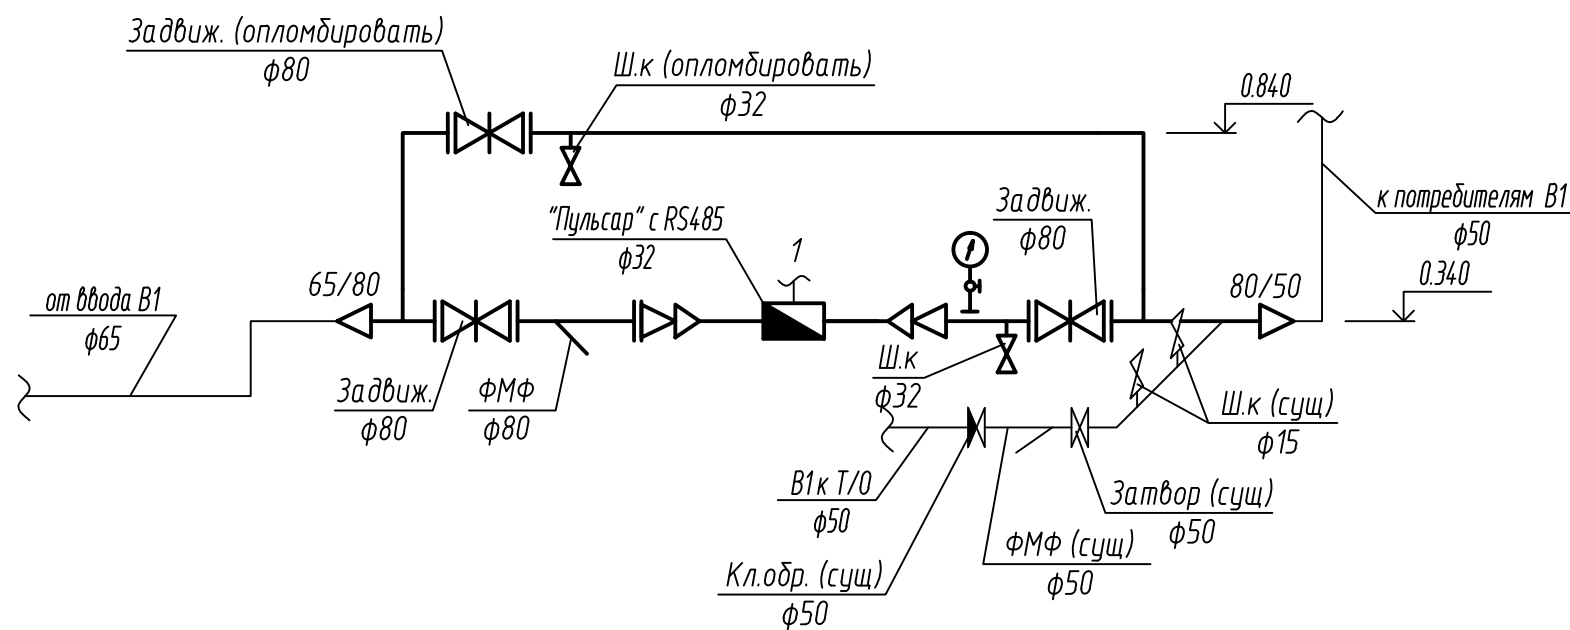 Задвиж. (опломбировать)
ф80
Ш.к (опломбировать)
ф32
0.840
к потребителям В1
ф50
"Пульсар" с RS485
ф32
1
Задвиж.
ф80
0.340
от ввода В1
ф65
65/80
80/50
Задвиж.
ф80
ФМФ
ф80
Ш.к
ф32
Ш.к (сущ)
ф15
В1 к Т/О
ф50
Затвор (сущ)
ф50
ФМФ (сущ)
ф50
Кл.обр. (сущ)
ф50